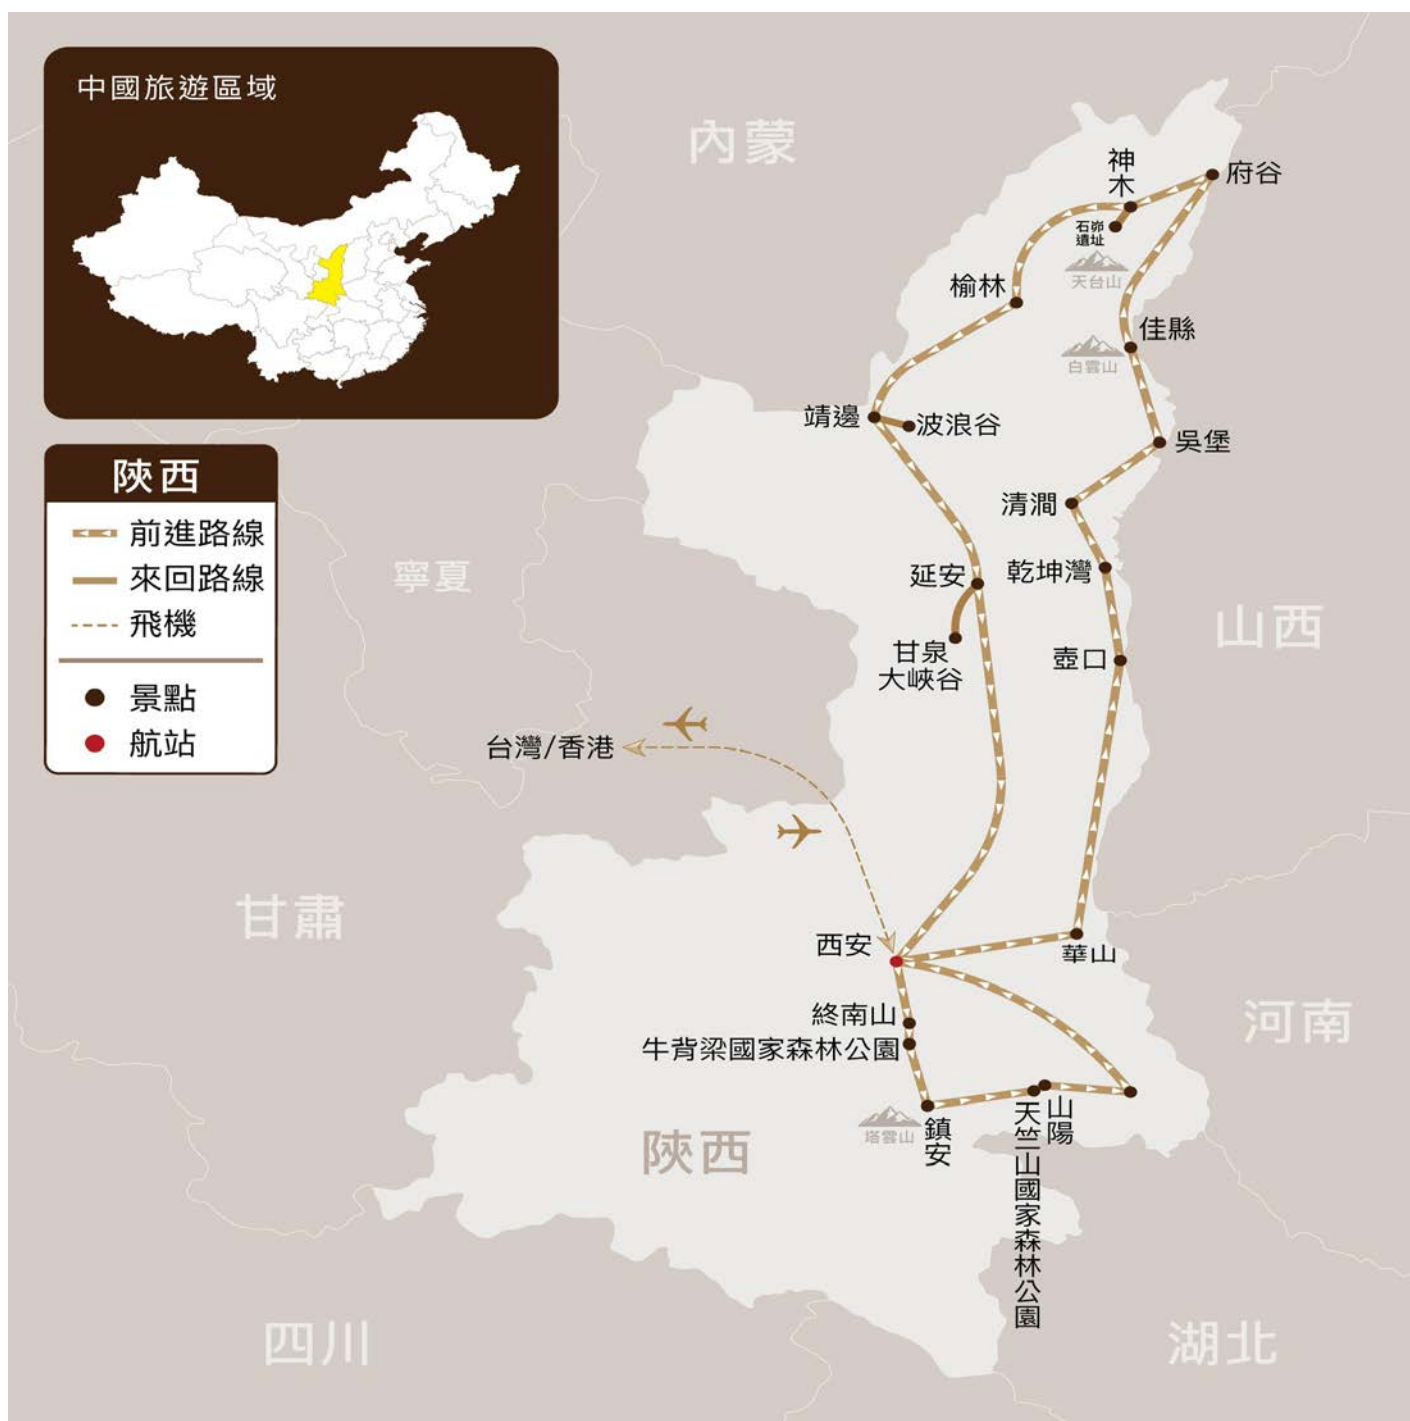 中國旅遊區域
陝西
前進路線
來回路線
飛機
景點
航站
內蒙
神木
府谷
石峁
遺址
天台山
榆林
佳縣
白雲山
靖邊
波浪谷
吳堡
清澗
寧夏
延安
乾坤灣
山西
甘泉
大峽谷
壺口
台灣/香港
甘肅
西安
華山
終南山
河南
牛背梁國家森林公園
塔雲山
鎮安
天竺山國家森林公園
山陽
陝西
四川
湖北